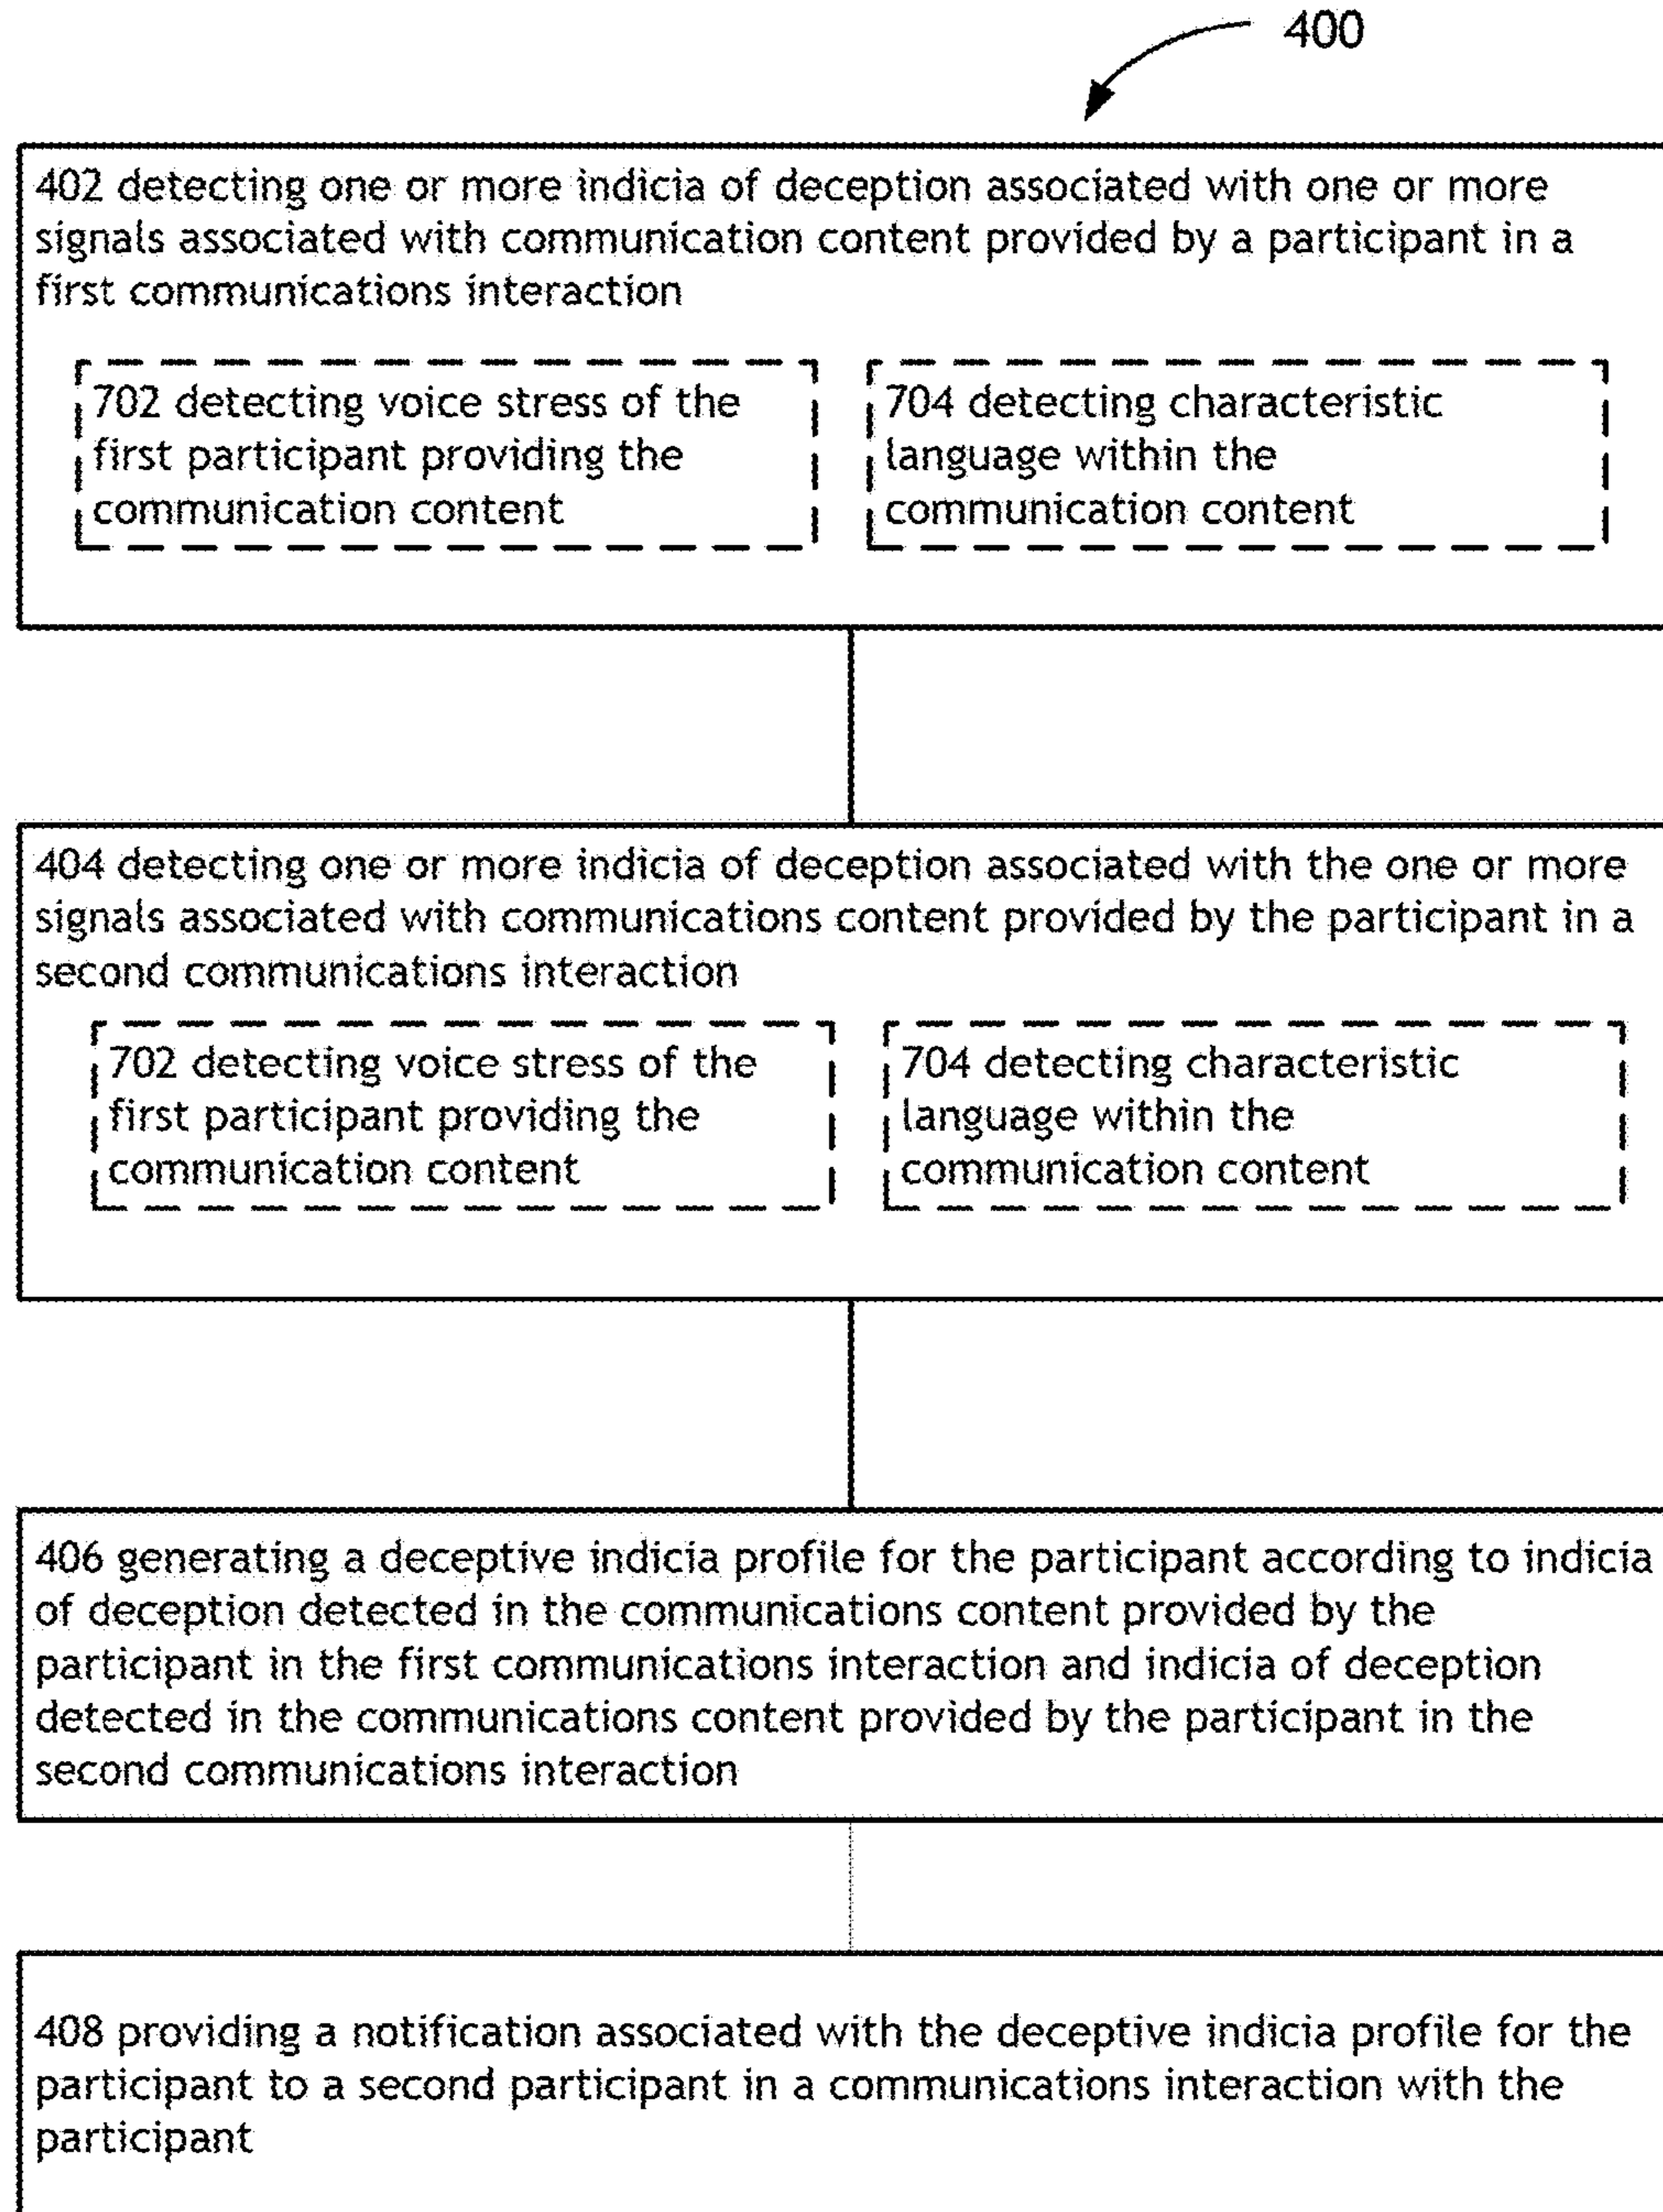 400
402 detecting one or more indicia of deception associated with one or more
signals associated with communication content provided by a participant in a
first communications interaction
702 detecting voice stress of the
first participant providing the
communication content
704 detecting characteristic
language within the
communication content
404 detecting one or more indicia of deception associated with the one or more
signals associated with communications content provided by the participant in a
second communications interaction
702 detecting voice stress of the
first participant providing the
communication content
704 detecting characteristic
language within the
communication content
406 generating a deceptive indicia profile for the participant according to indicia
of deception detected in the communications content provided by the
participant in the first communications interaction and indicia of deception
detected in the communications content provided by the participant in the
second communications interaction
408 providing a notification associated with the deceptive indicia profile for the
participant to a second participant in a communications interaction with the
participant